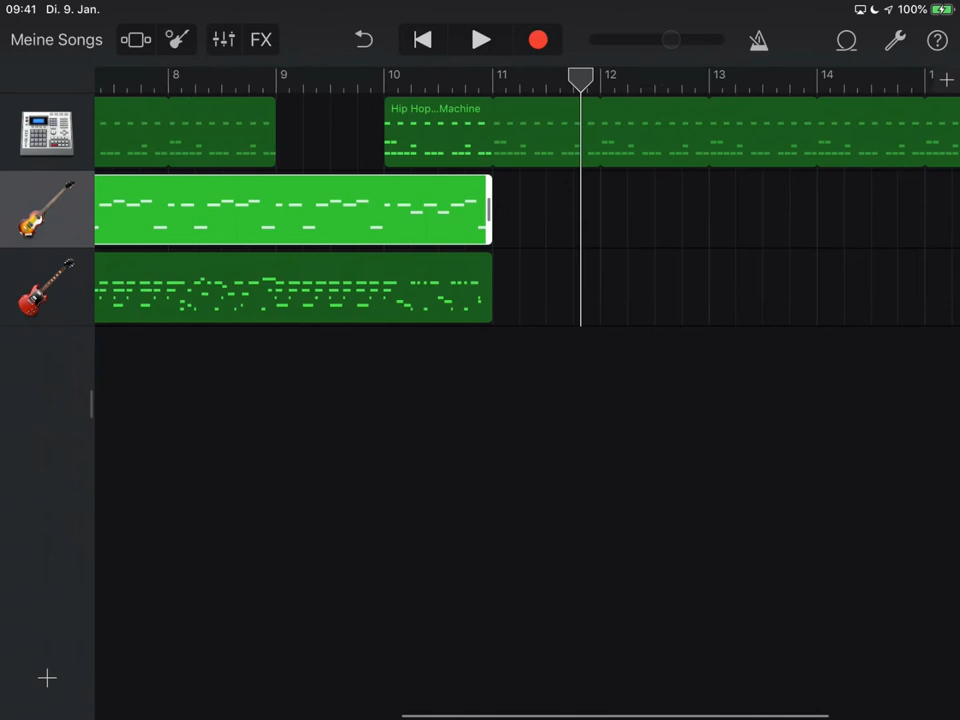 09:41 Di. 9. Jan. 100%
Meine Songs FX ?
8 9 10 11 12 13 14 1
Hip Hop...Machine